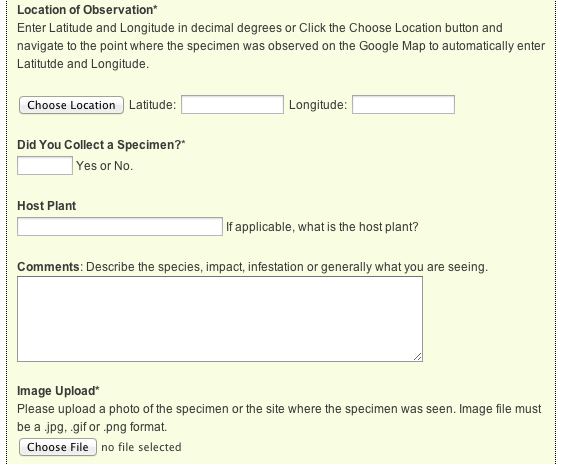 Location of Observation*
Enter Latitude and Longitude in decimal degrees or Click the Choose Location button and
navigate to the point where the specimen was observed on the Google Map to automatically enter
Latitutde and Longitude.
Choose Location Latitude: Longitude:
Did You Collect a Specimen?*
Yes or No.
Host Plant
If applicable, what is the host plant?
Comments: Describe the species, impact, infestation or generally what you are seeing.
Image Upload*
Please upload a photo of the specimen or the site where the specimen was seen. Image file must
be a .jpg, .gif or .png format.
Choose File no file selected